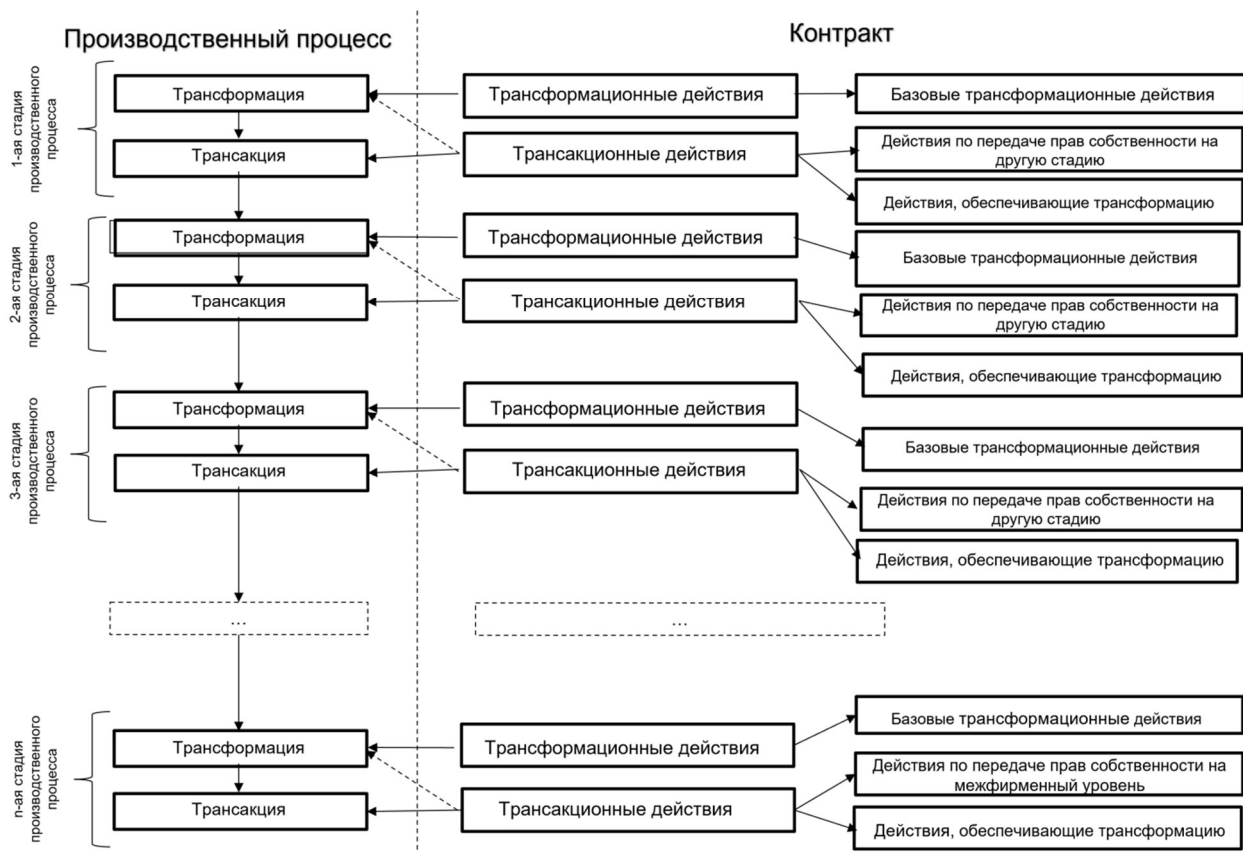 Производственный процесс
Контракт
1-ая стадия
производственного
процесса
Трансформация
Трансформационные действия
Базовые трансформационные действия
Трансакция
Трансакционные действия
Действия по передаче прав собственности на
другую стадию
Действия, обеспечивающие трансформацию
2-ая стадия
производственного
процесса
Трансформация
Трансформационные действия
Базовые трансформационные действия
Трансакция
Трансакционные действия
Действия по передаче прав собственности на
другую стадию
Действия, обеспечивающие трансформацию
3-ая стадия
производственного
процесса
Трансформация
Трансформационные действия
Базовые трансформационные действия
Трансакция
Трансакционные действия
Действия по передаче прав собственности на
другую стадию
Действия, обеспечивающие трансформацию
...
...
n-ая стадия
производственного
процесса
Трансформация
Трансформационные действия
Базовые трансформационные действия
Трансакция
Трансакционные действия
Действия по передаче прав собственности на
межфирменный уровень
Действия, обеспечивающие трансформацию